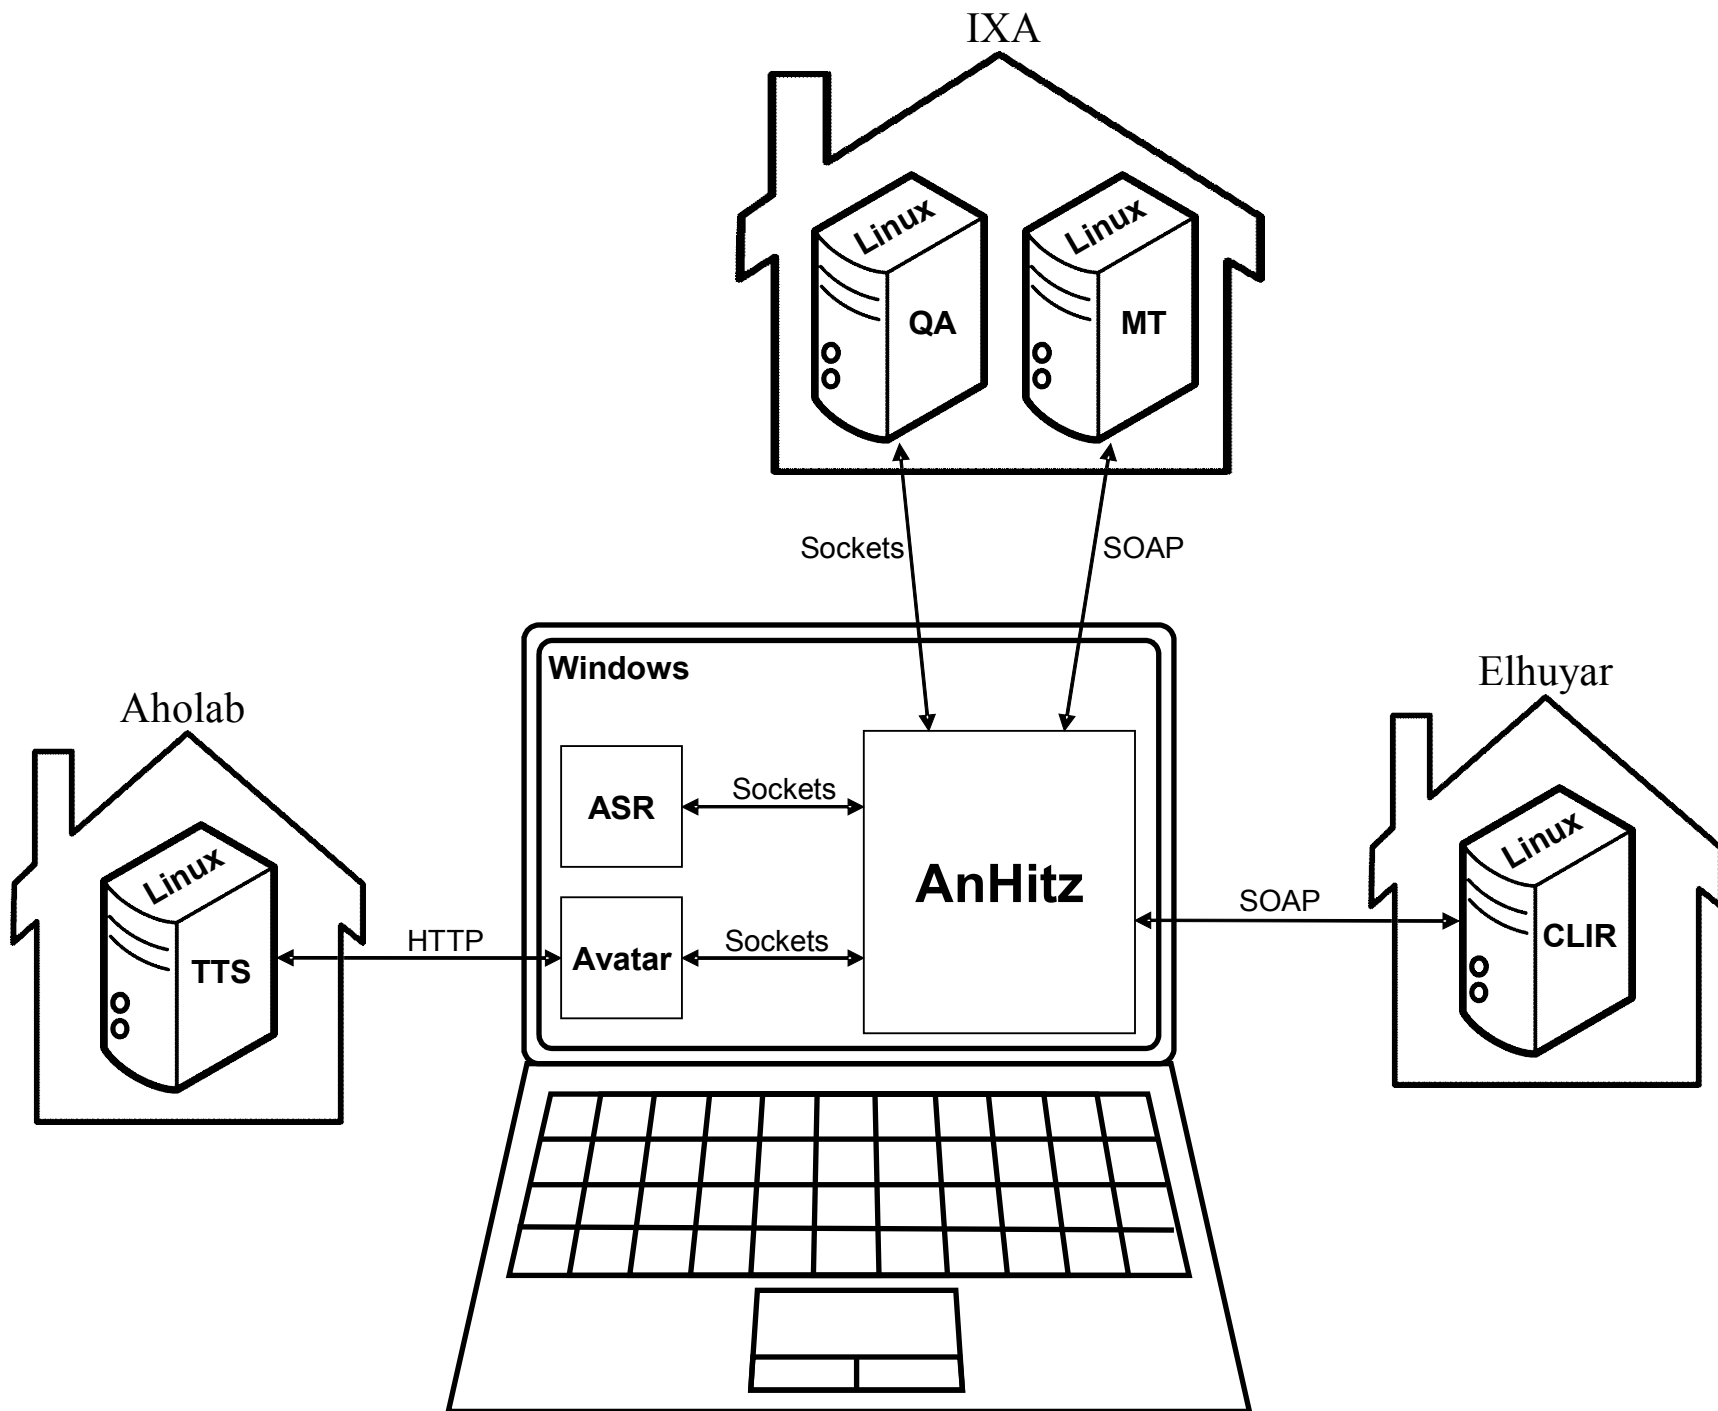 IXA
Linux
Linux
QA
MT
Sockets
SOAP
Windows
Aholab
Elhuyar
ASR
Sockets
AnHitz
Linux
Linux
HTTP
Avatar
Sockets
SOAP
TTS
CLIR